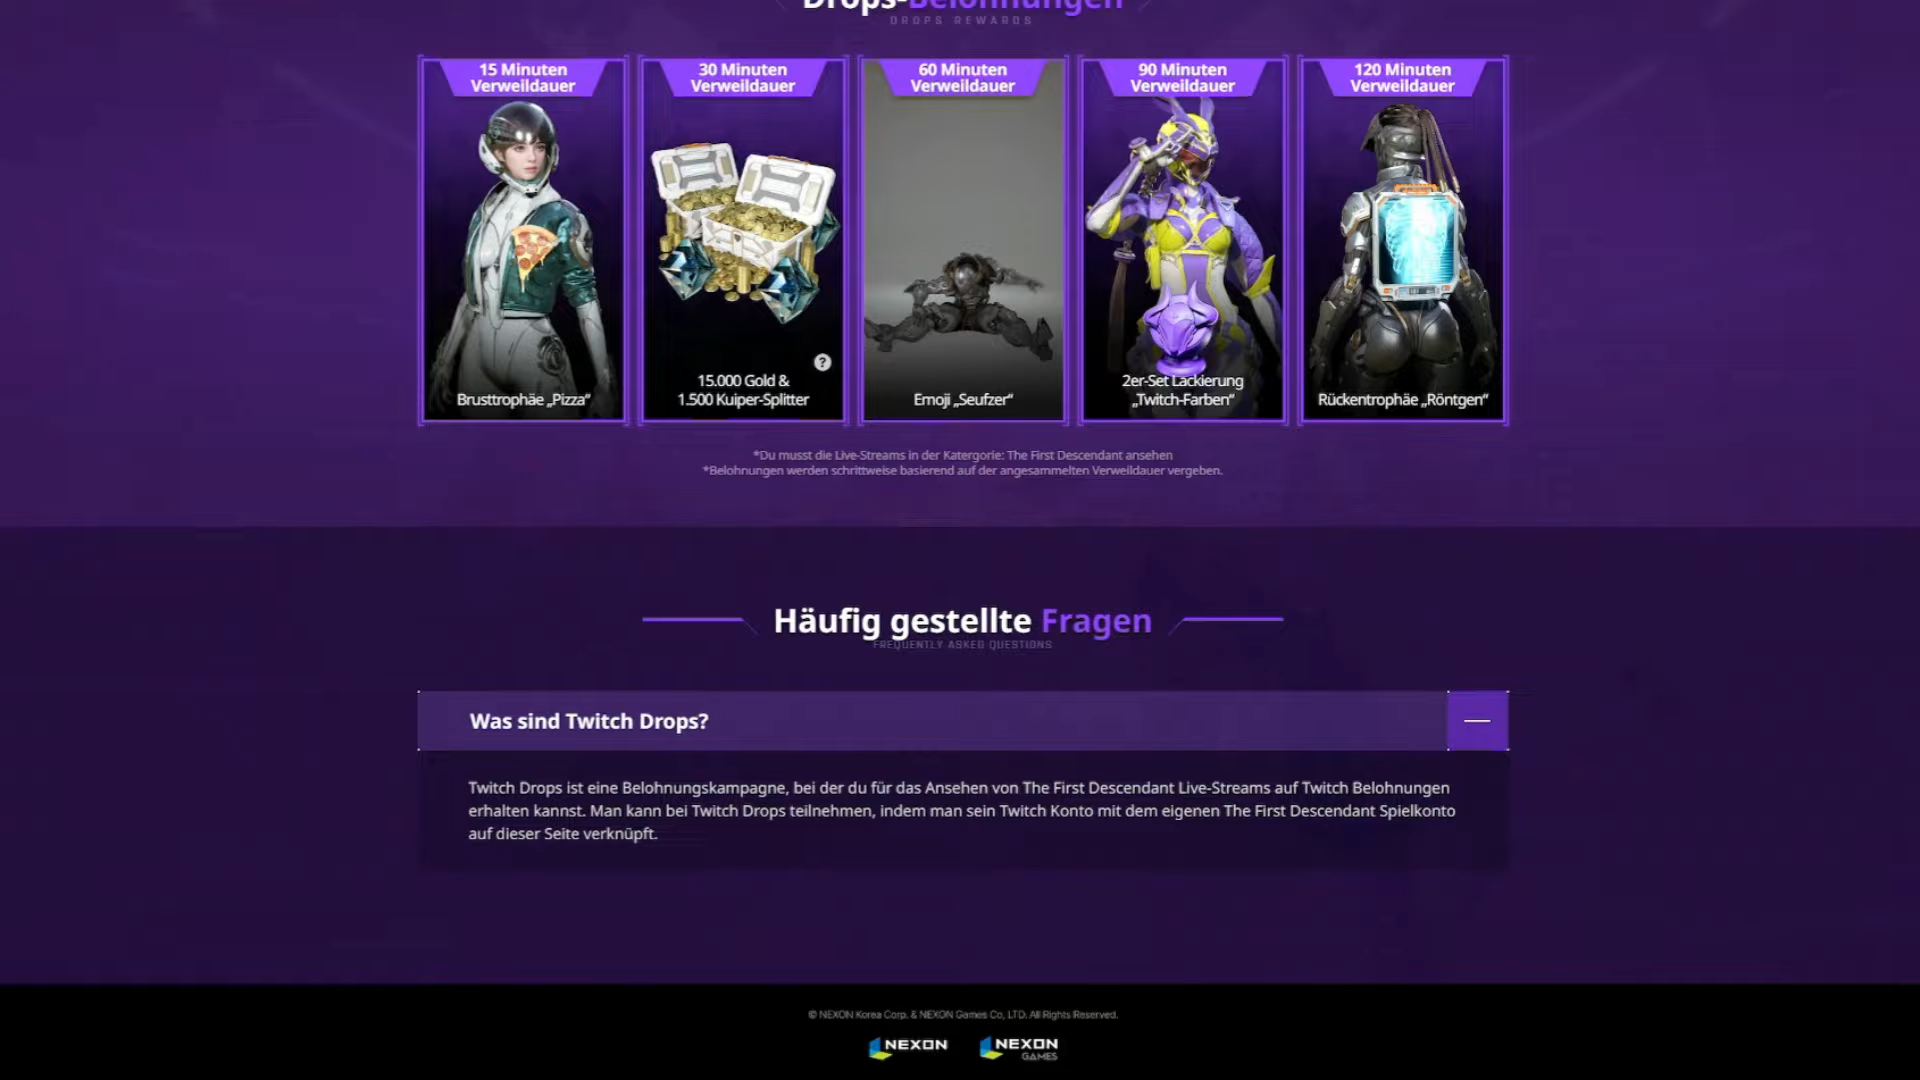 Drops-Belohnungen
DROPS REWARDS
15 Minuten
Verweildauer
Brusttrophäe „Pizza“
30 Minuten
Verweildauer
?
15.000 Gold &
1.500 Kuiper-Splitter
60 Minuten
Verweildauer
Emoji „Seufzer“
90 Minuten
Verweildauer
2er-Set Lackierung
„Twitch-Farben“
120 Minuten
Verweildauer
Rückentrophäe „Röntgen“
*Du musst die Live-Streams in der Katergorie: The First Descendant ansehen
*Belohnungen werden schrittweise basierend auf der angesammelten Verweildauer vergeben.
Häufig gestellte Fragen
FREQUENTLY ASKED QUESTIONS
Was sind Twitch Drops?
Twitch Drops ist eine Belohnungskampagne, bei der du für das Ansehen von The First Descendant Live-Streams auf Twitch Belohnungen
erhalten kannst. Man kann bei Twitch Drops teilnehmen, indem man sein Twitch Konto mit dem eigenen The First Descendant Spielkonto
auf dieser Seite verknüpft.
© NEXON Korea Corp. & NEXON Games Co., LTD. All Rights Reserved.
NEXON
NEXON
GAMES